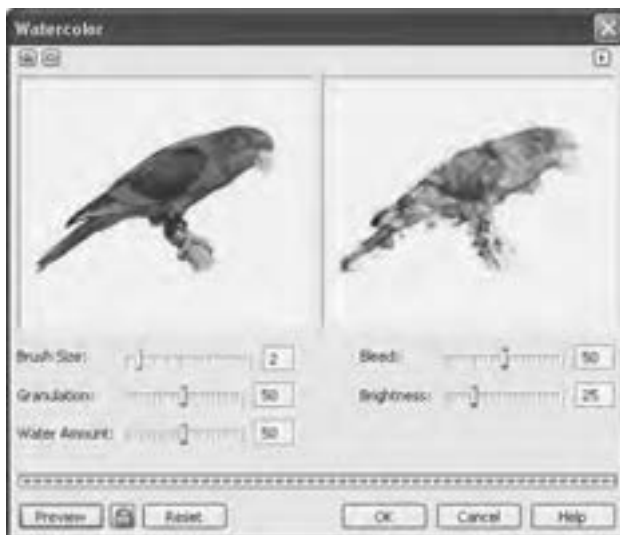 Watercolor
Brush Size: 2
Bleed: 50
Granulation: 50
Brightness: 25
Water Amount: 50
Preview Reset OK Cancel Help